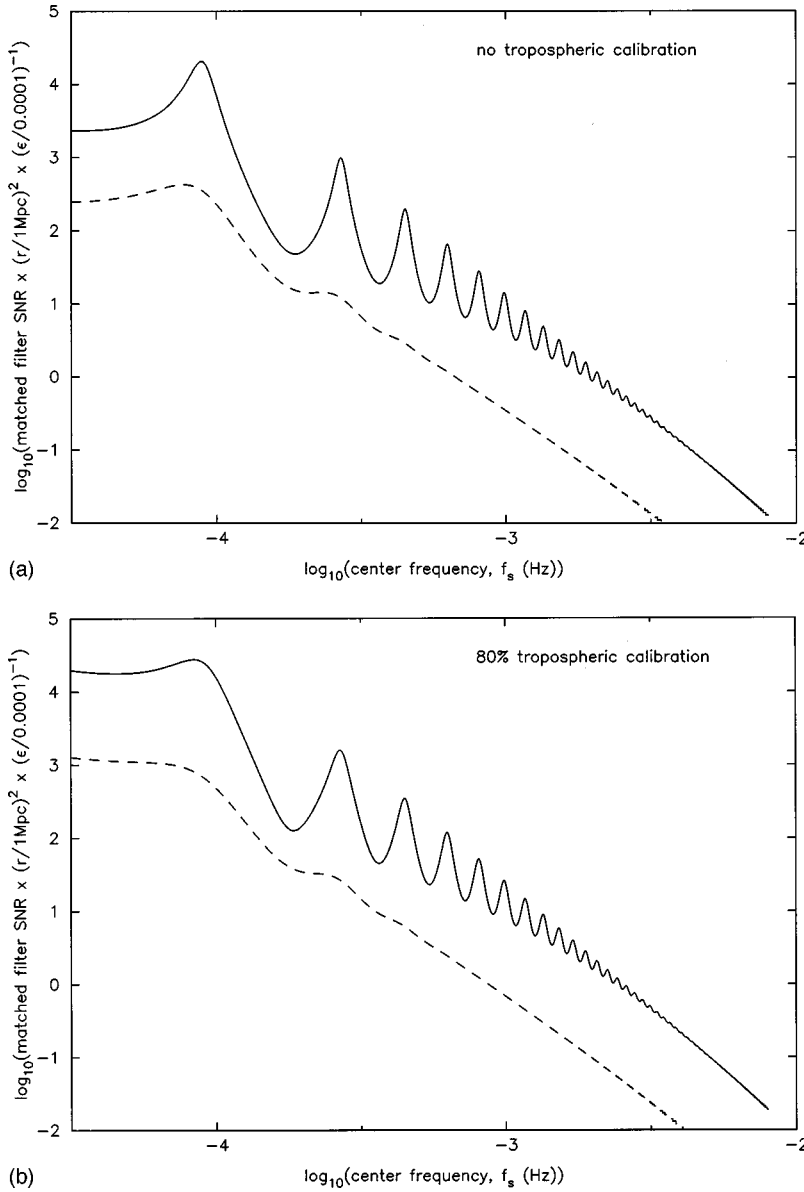 5
4
3
2
1
0
−1
−2
no tropospheric calibration
log10(matched filter SNR x (r/1Mpc)² x (ϵ/0.0001)⁻¹
−4
−3
−2
(a)
log10(center frequency, fs (Hz))
5
4
3
2
1
0
−1
−2
80% tropospheric calibration
log10(matched filter SNR x (r/1Mpc)² x (ϵ/0.0001)⁻¹
−4
−3
−2
(b)
log10(center frequency, fs (Hz))